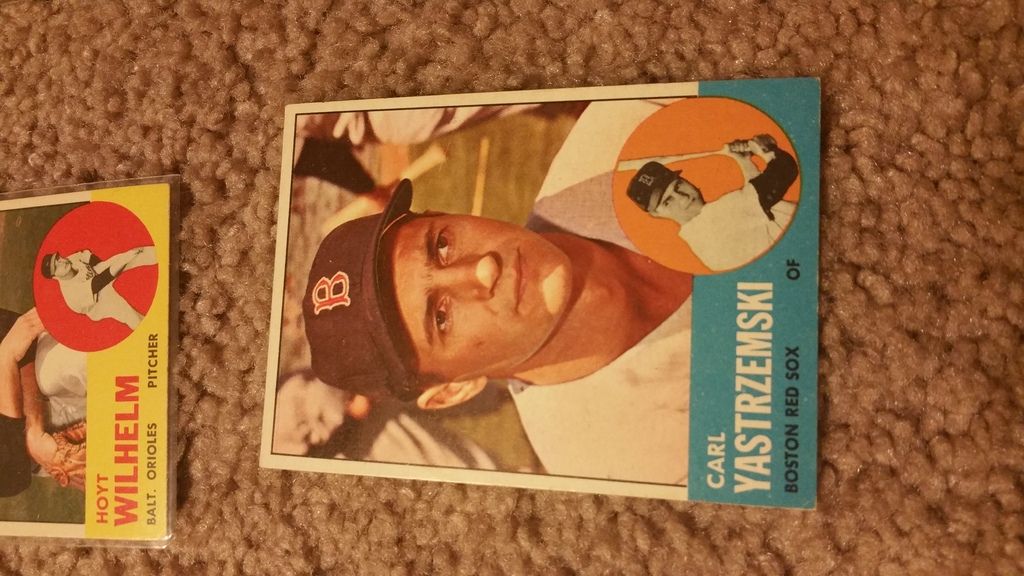 HOYT
WILHELM
BALT. ORIOLES PITCHER
B
CARL
YASTRZEMSKI
BOSTON RED SOX OF
B